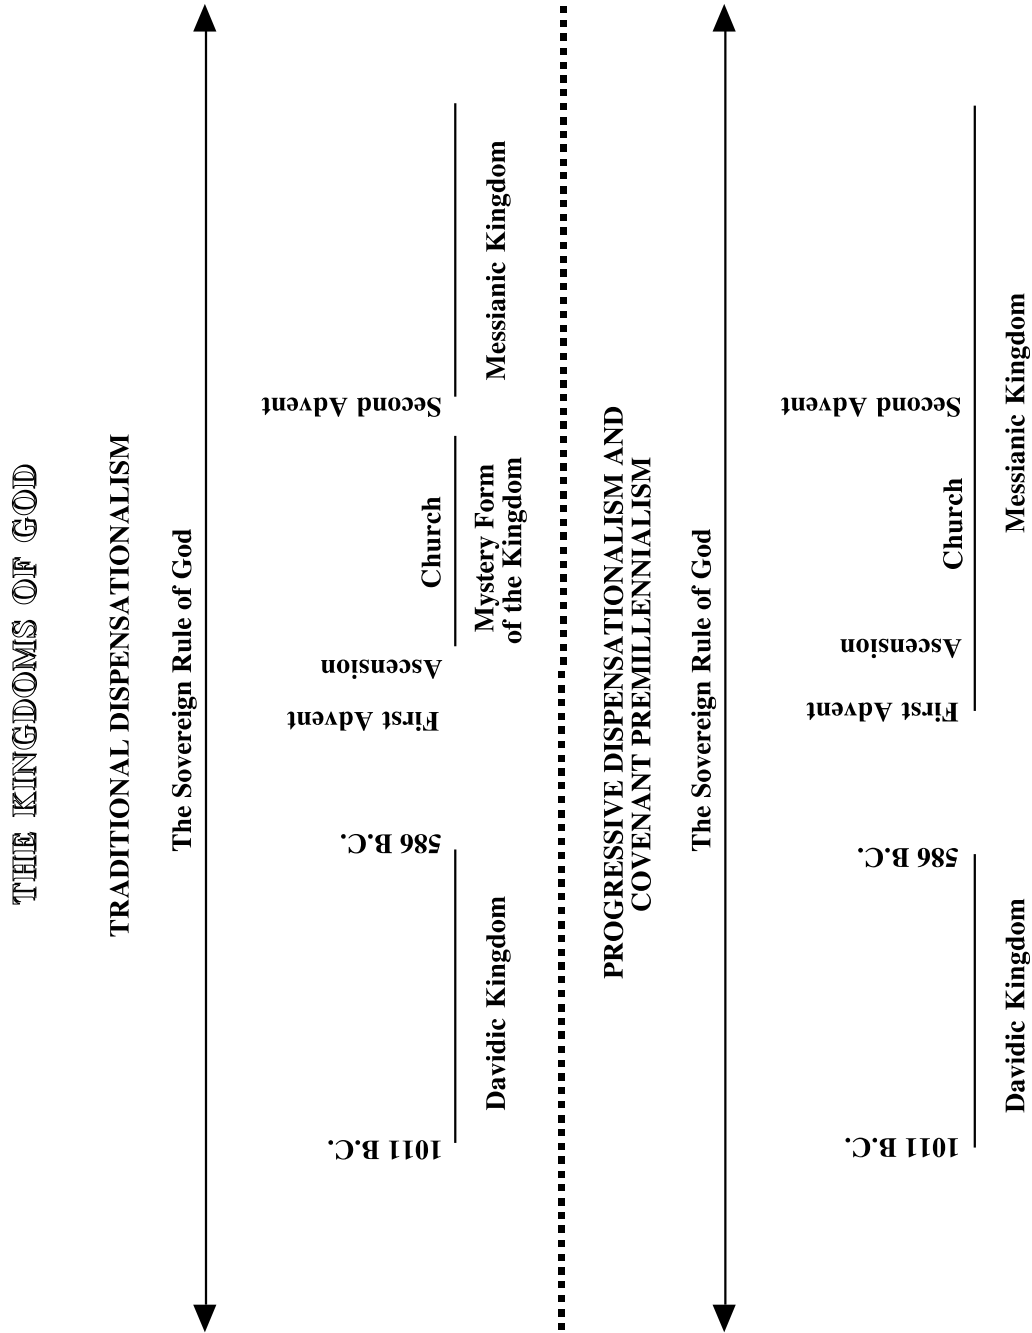 THE KINGDOMS OF GOD
TRADITIONAL DISPENSATIONALISM
The Sovereign Rule of God
1011 B.C.
586 B.C.
First Advent
Ascension
Church
Second Advent
Davidic Kingdom
Mystery Form
of the Kingdom
Messianic Kingdom
PROGRESSIVE DISPENSATIONALISM AND
COVENANT PREMILLENNIALISM
The Sovereign Rule of God
1011 B.C.
586 B.C.
First Advent
Ascension
Church
Second Advent
Davidic Kingdom
Messianic Kingdom